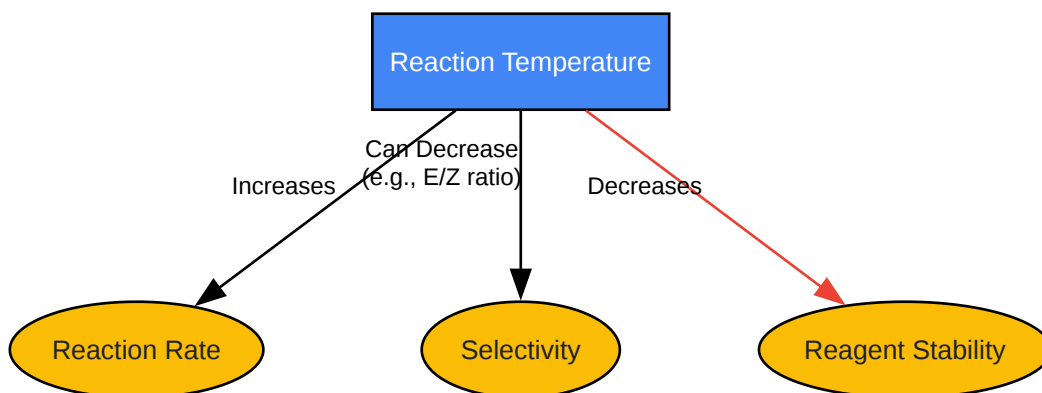 Reaction Temperature
Can Decrease
(e.g., E/Z ratio)
Increases
Decreases
Reaction Rate
Selectivity
Reagent Stability